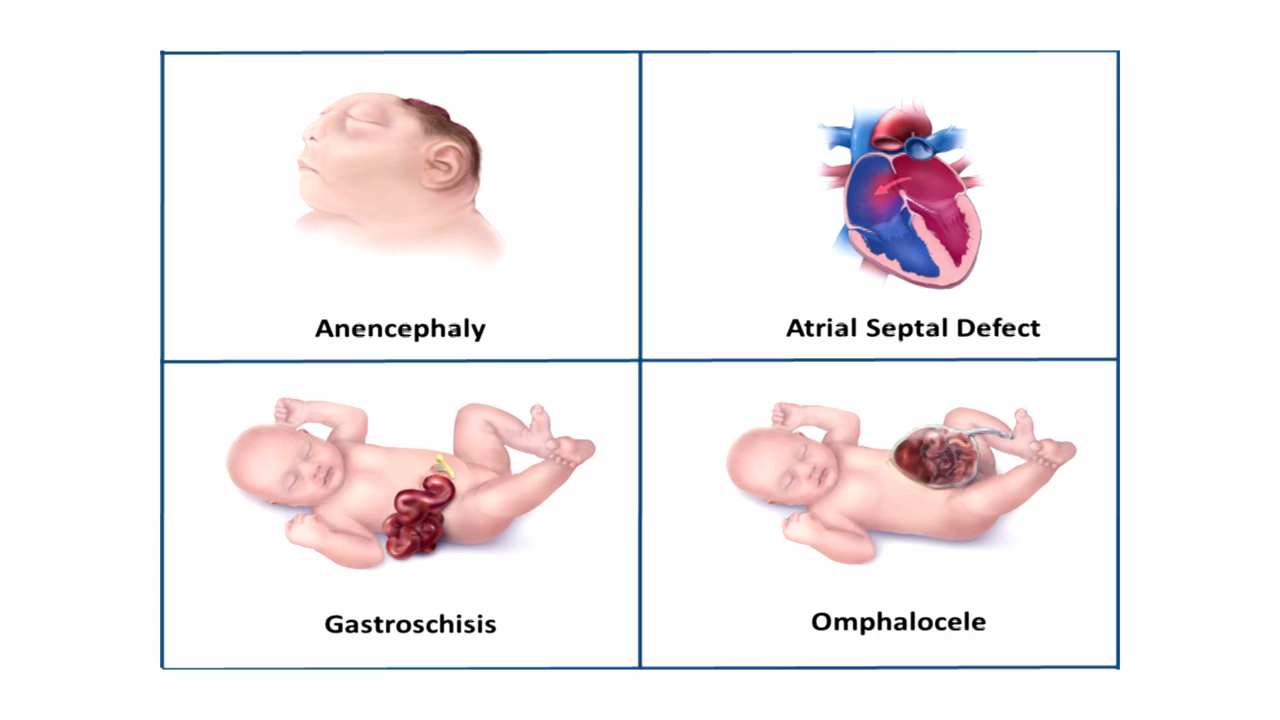 Anencephaly
Atrial Septal Defect
Gastroschisis
Omphalocele